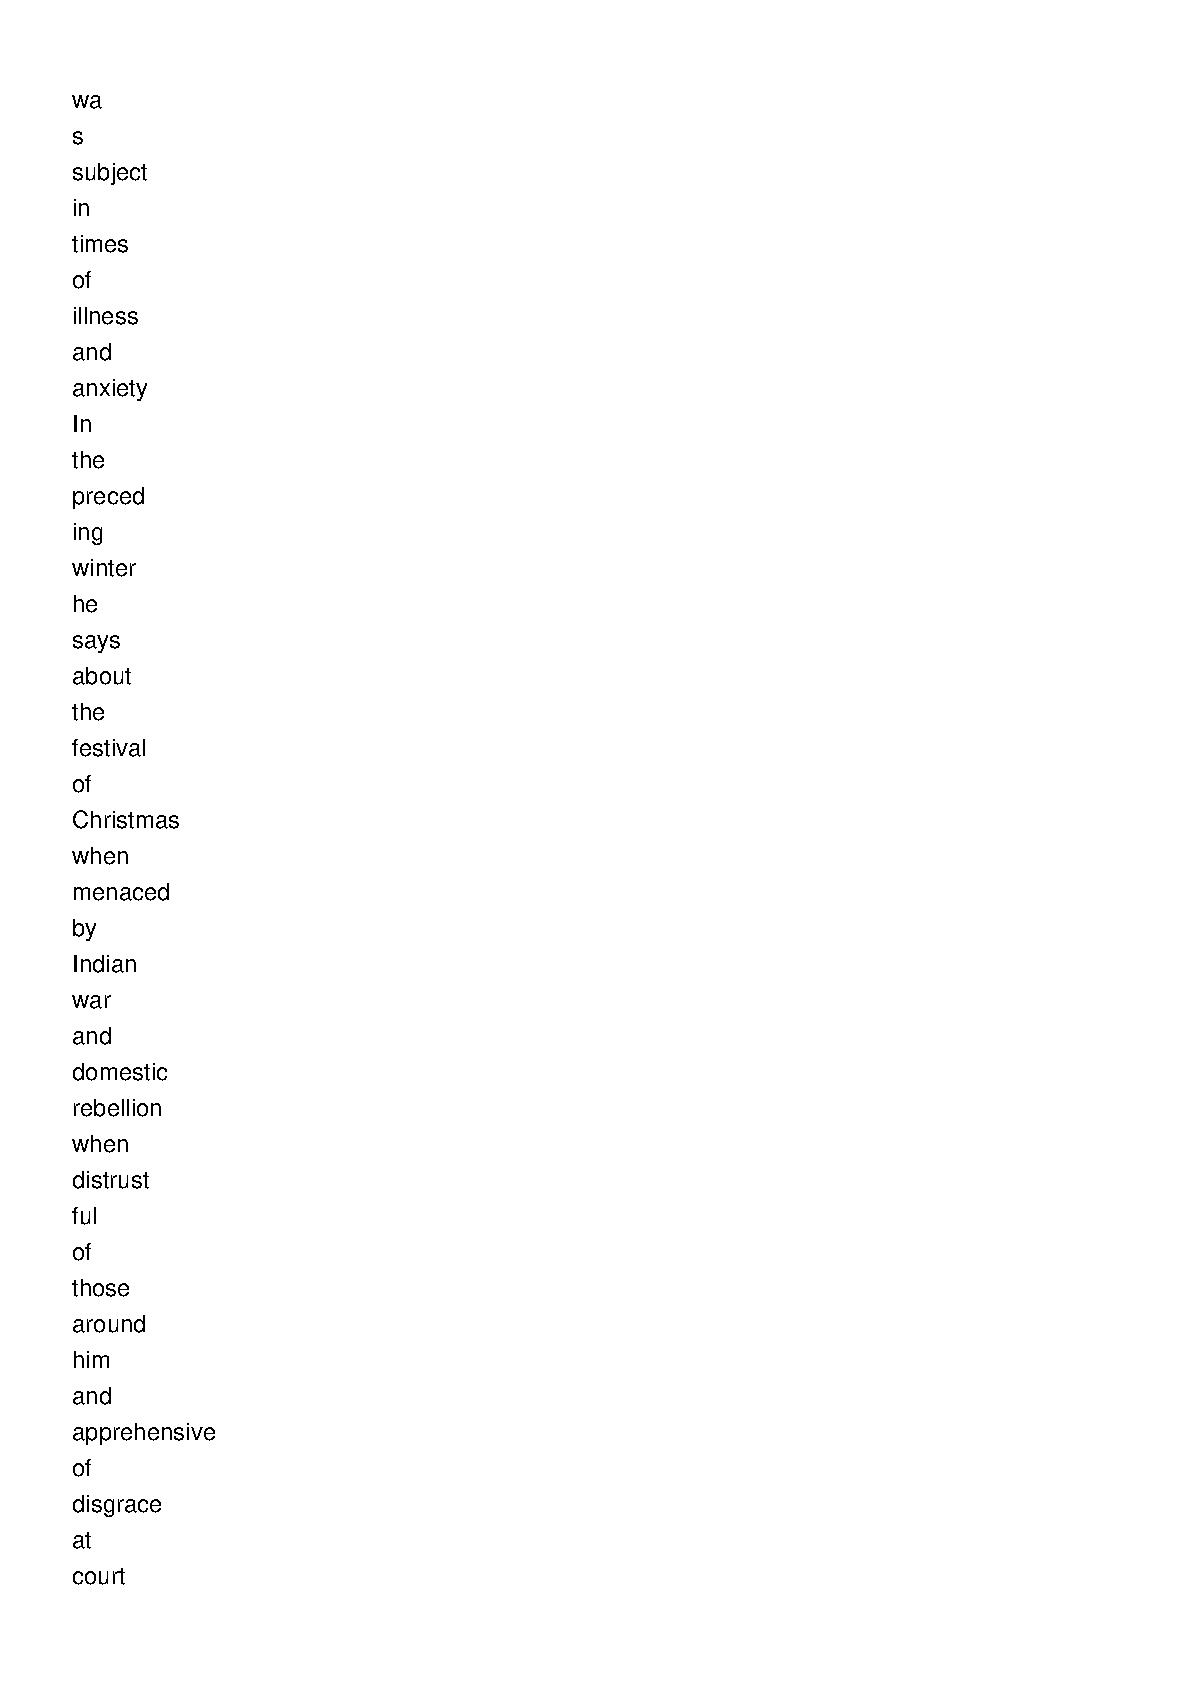 wa
s
subject
in
times
of
illness
and
anxiety
In
the
preced
ing
winter
he
says
about
the
festival
of
Christmas
when
menaced
by
Indian
war
and
domestic
rebellion
when
distrust
ful
of
those
around
him
and
apprehensive
of
disgrace
at
court